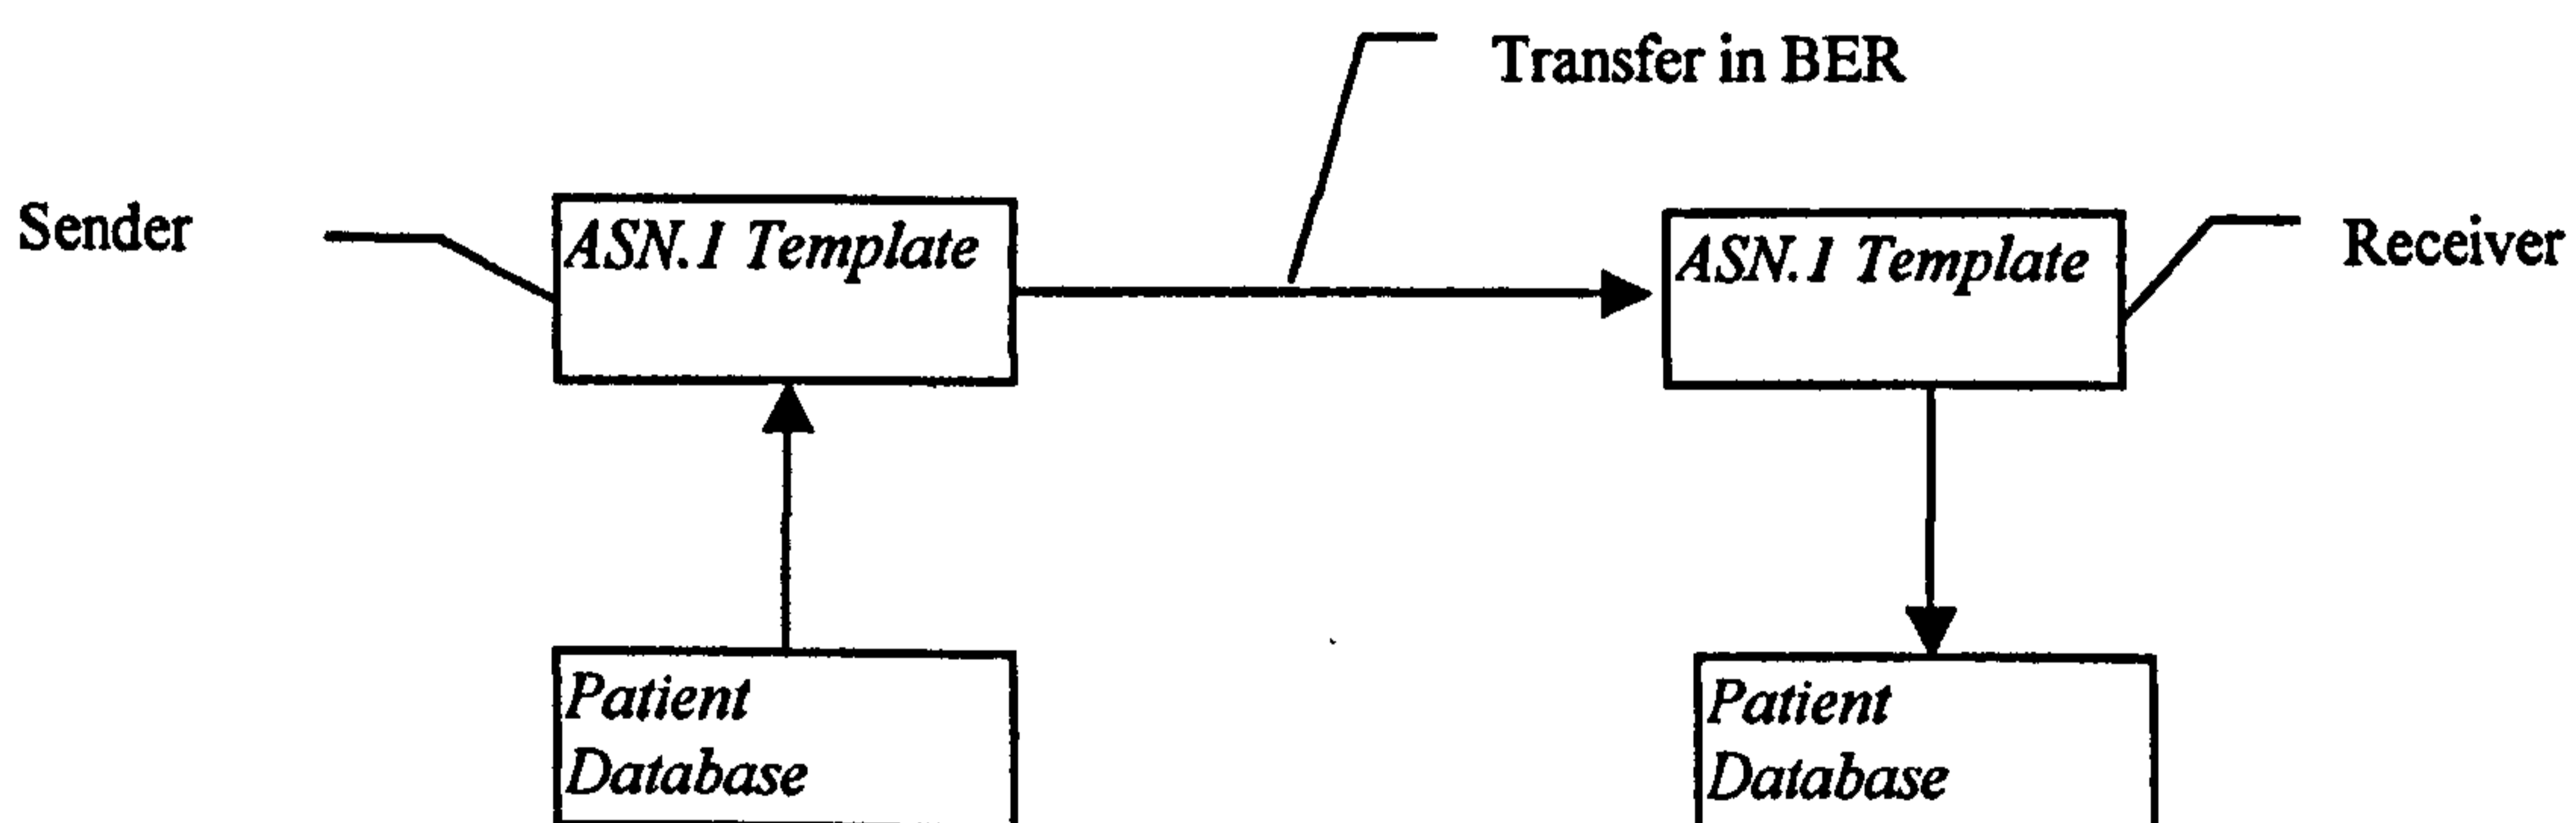 Transfer in BER
Sender
ASN.1 Template
ASN.1 Template
Receiver
Patient
Database
Patient
Database